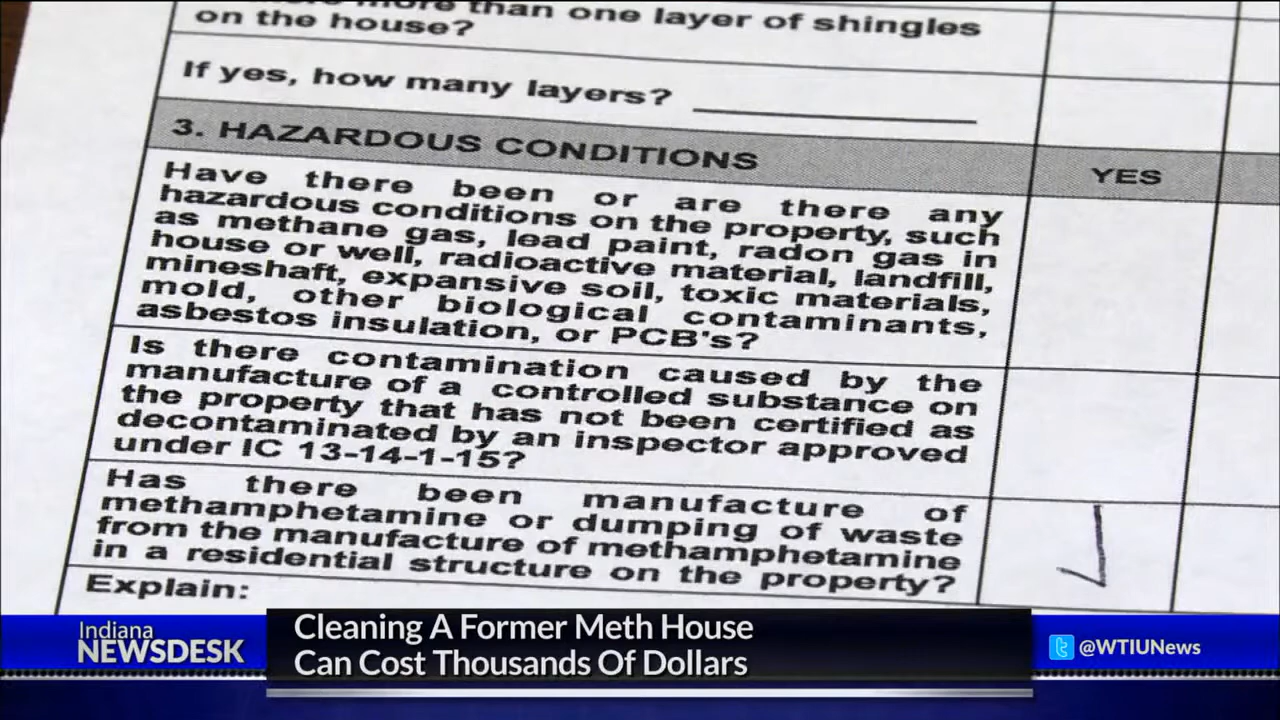 more than one layer of shingles
on the house?
If yes, how many layers?
3. HAZARDOUS CONDITIONS
YES
Have there been or are there any
hazardous conditions on the property, such
as methane gas, lead paint, radon gas in
house or well, radioactive material, landfill,
mineshaft, expansive soil, toxic materials,
mold, other biological contaminants,
asbestos insulation, or PCB's?
Is there contamination caused by the
manufacture of a controlled substance on
the property that has not been certified as
decontaminated by an inspector approved
under IC 13-14-1-15?
Has there been manufacture of
methamphetamine or dumping of waste
from the manufacture of methamphetamine
in a residential structure on the property?
Explain:
Indiana
NEWSDESK
Cleaning A Former Meth House
Can Cost Thousands Of Dollars
@WTIUNews